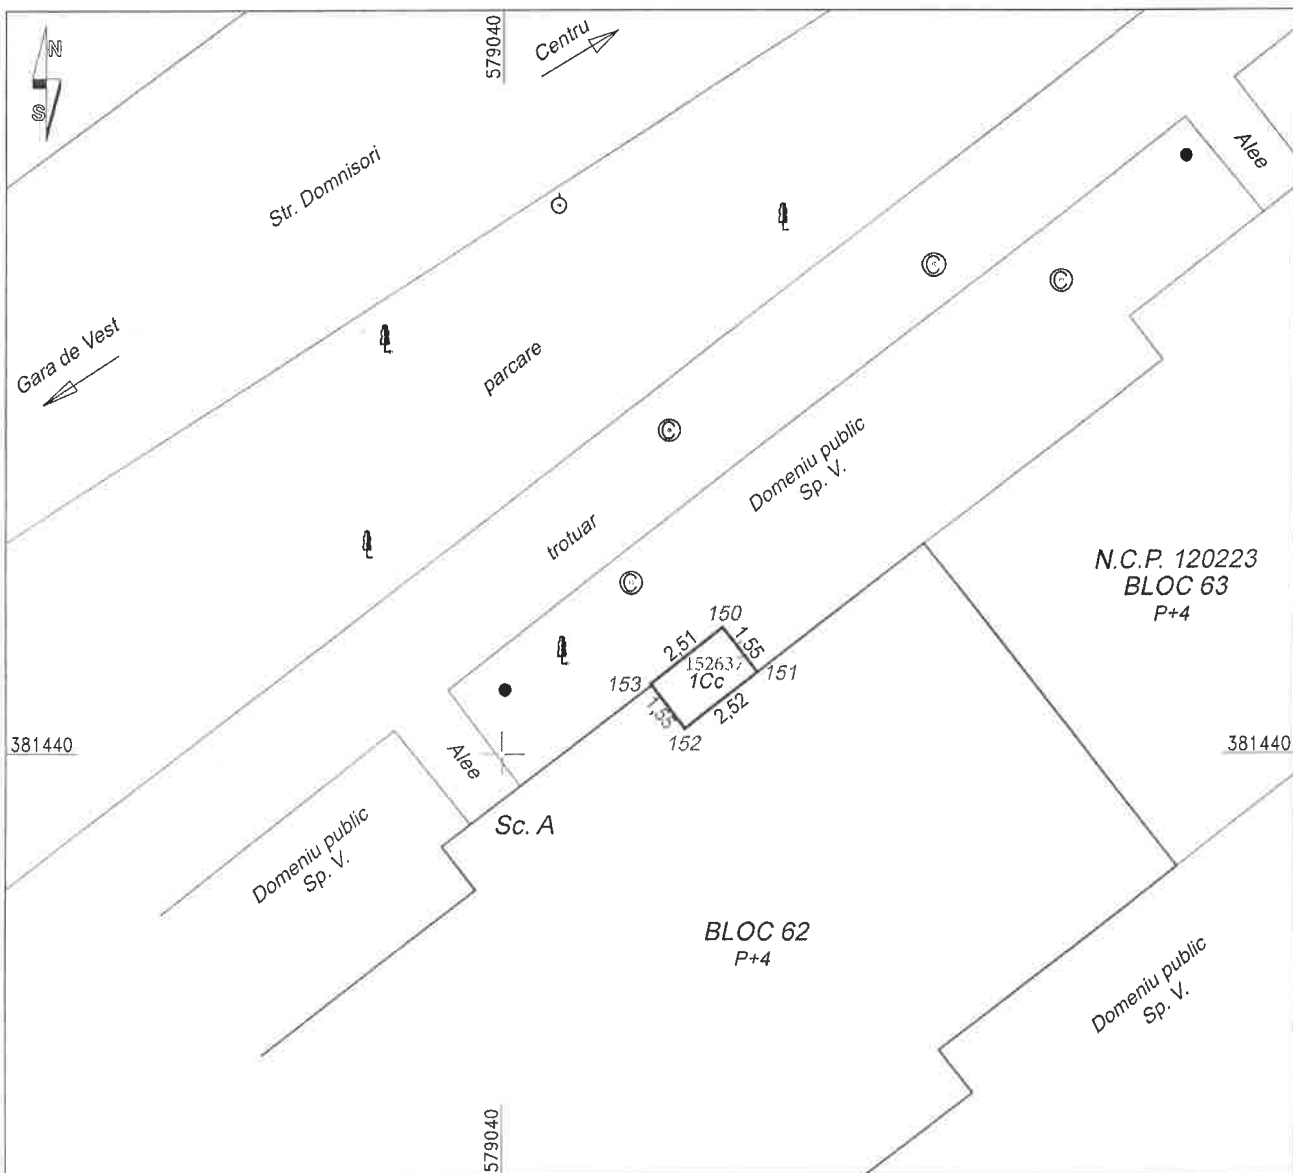 N
S
579040
Centru
Str. Domnisori
Alee
C
C
Gara de Vest
parcare
C
Domeniu public
Sp. V.
trotuar
C
N.C.P. 120223
BLOC 63
P+4
150
2,51
1,55
152637
1Cc
153
151
1,55
2,52
152
381440
381440
Alee
Sc. A
Domeniu public
Sp. V.
BLOC 62
P+4
Domeniu public
Sp. V.
579040